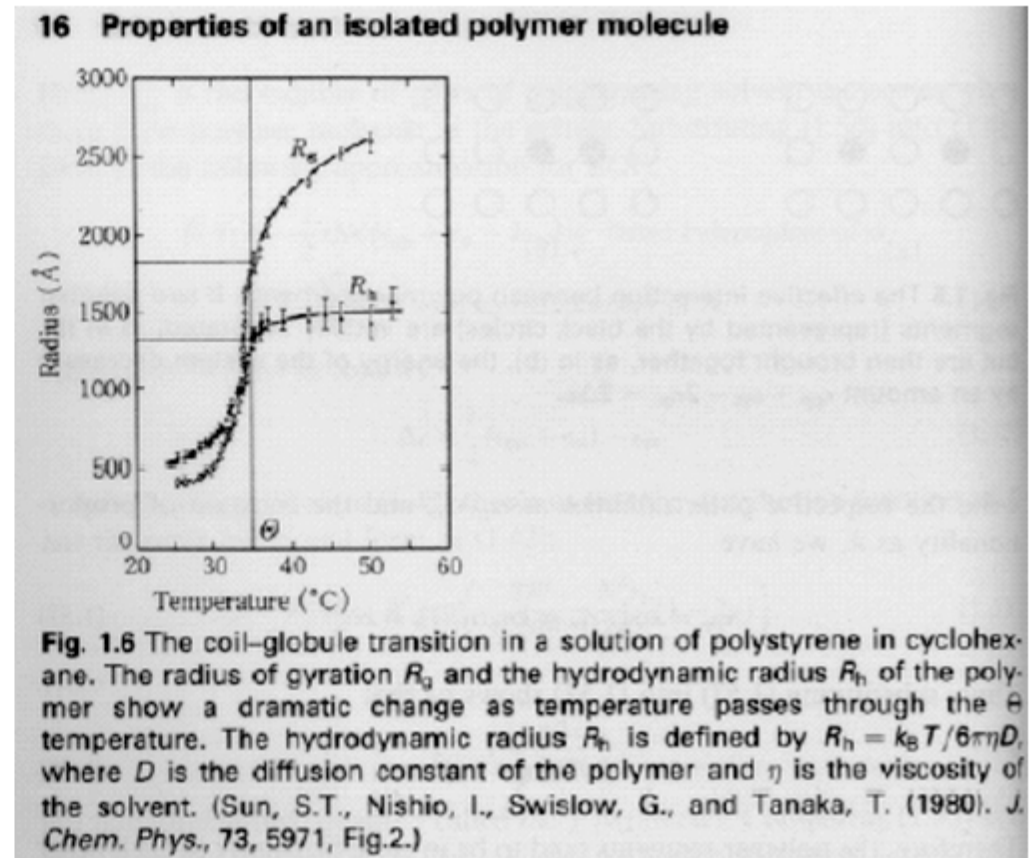 16 Properties of an isolated polymer molecule
3000
2500
2000
1500
1000
500
0
Radius (Å)
Rg
Rh
Θ
20 30 40 50 60
Temperature (°C)
Fig. 1.6 The coil–globule transition in a solution of polystyrene in cyclohex-
ane. The radius of gyration Rg and the hydrodynamic radius Rh of the poly-
mer show a dramatic change as temperature passes through the Θ
temperature. The hydrodynamic radius Rh is defined by Rh = kBT/6πηD,
where D is the diffusion constant of the polymer and η is the viscosity of
the solvent. (Sun, S.T., Nishio, I., Swislow, G., and Tanaka, T. (1980). J.
Chem. Phys., 73, 5971, Fig.2.)